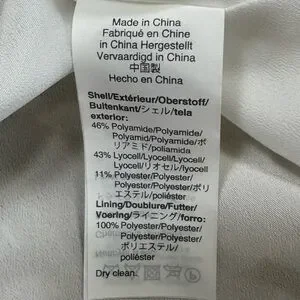 Made in China
Fabriqué en Chine
in China Hergestellt
Vervaardigd in China
中国製
Hecho en China
Shell/Extérieur/Oberstoff/
Buitenkant/シェル/tela
exterior:
46% Polyamide/Polyamide/
Polyamid/Polyamide/ポ
リアミド/poliamida
43% Lyocell/Lyocell/Lyocell/
Lyocell/リオセル/lyocell
11% Polyester/Polyester/
Polyester/Polyester/ポリ
エステル/poliéster
Lining/Doublure/Futter/
Voering/ライニング/forro:
100% Polyester/Polyester/
Polyester/Polyester/
ポリエステル/
poliéster
Dry clean.